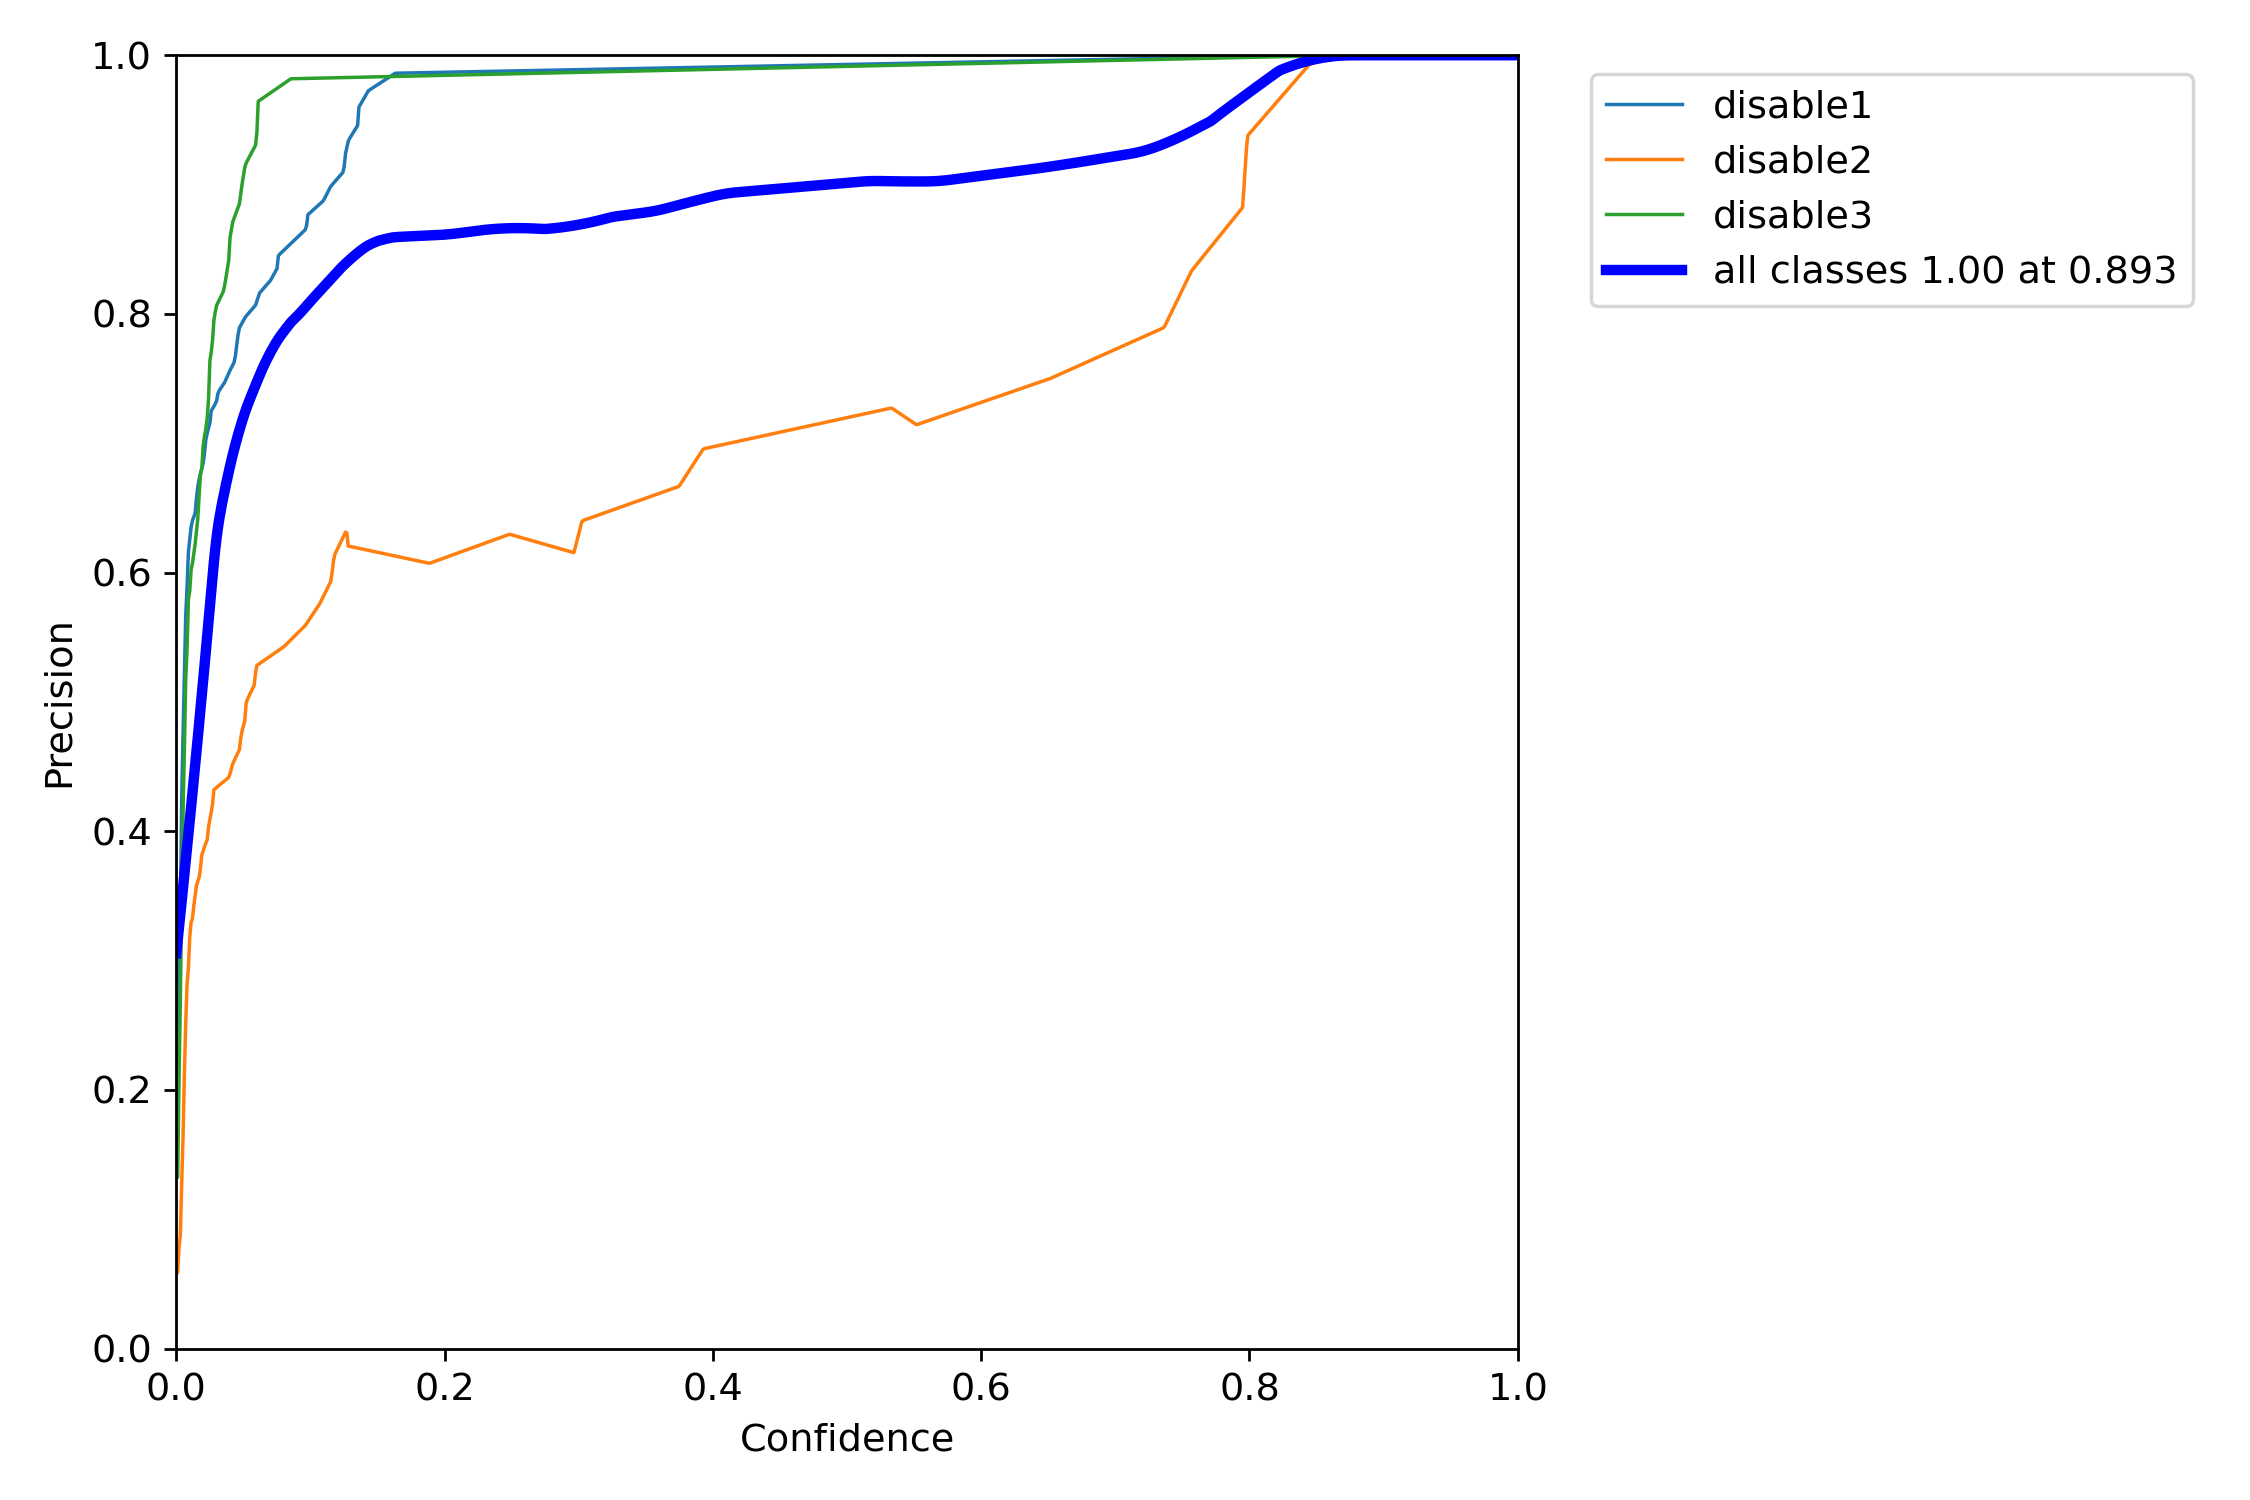 1.0
0.8
0.6
0.4
0.2
0.0
Precision
0.0 0.2 0.4 0.6 0.8 1.0
Confidence
disable1
disable2
disable3
all classes 1.00 at 0.893